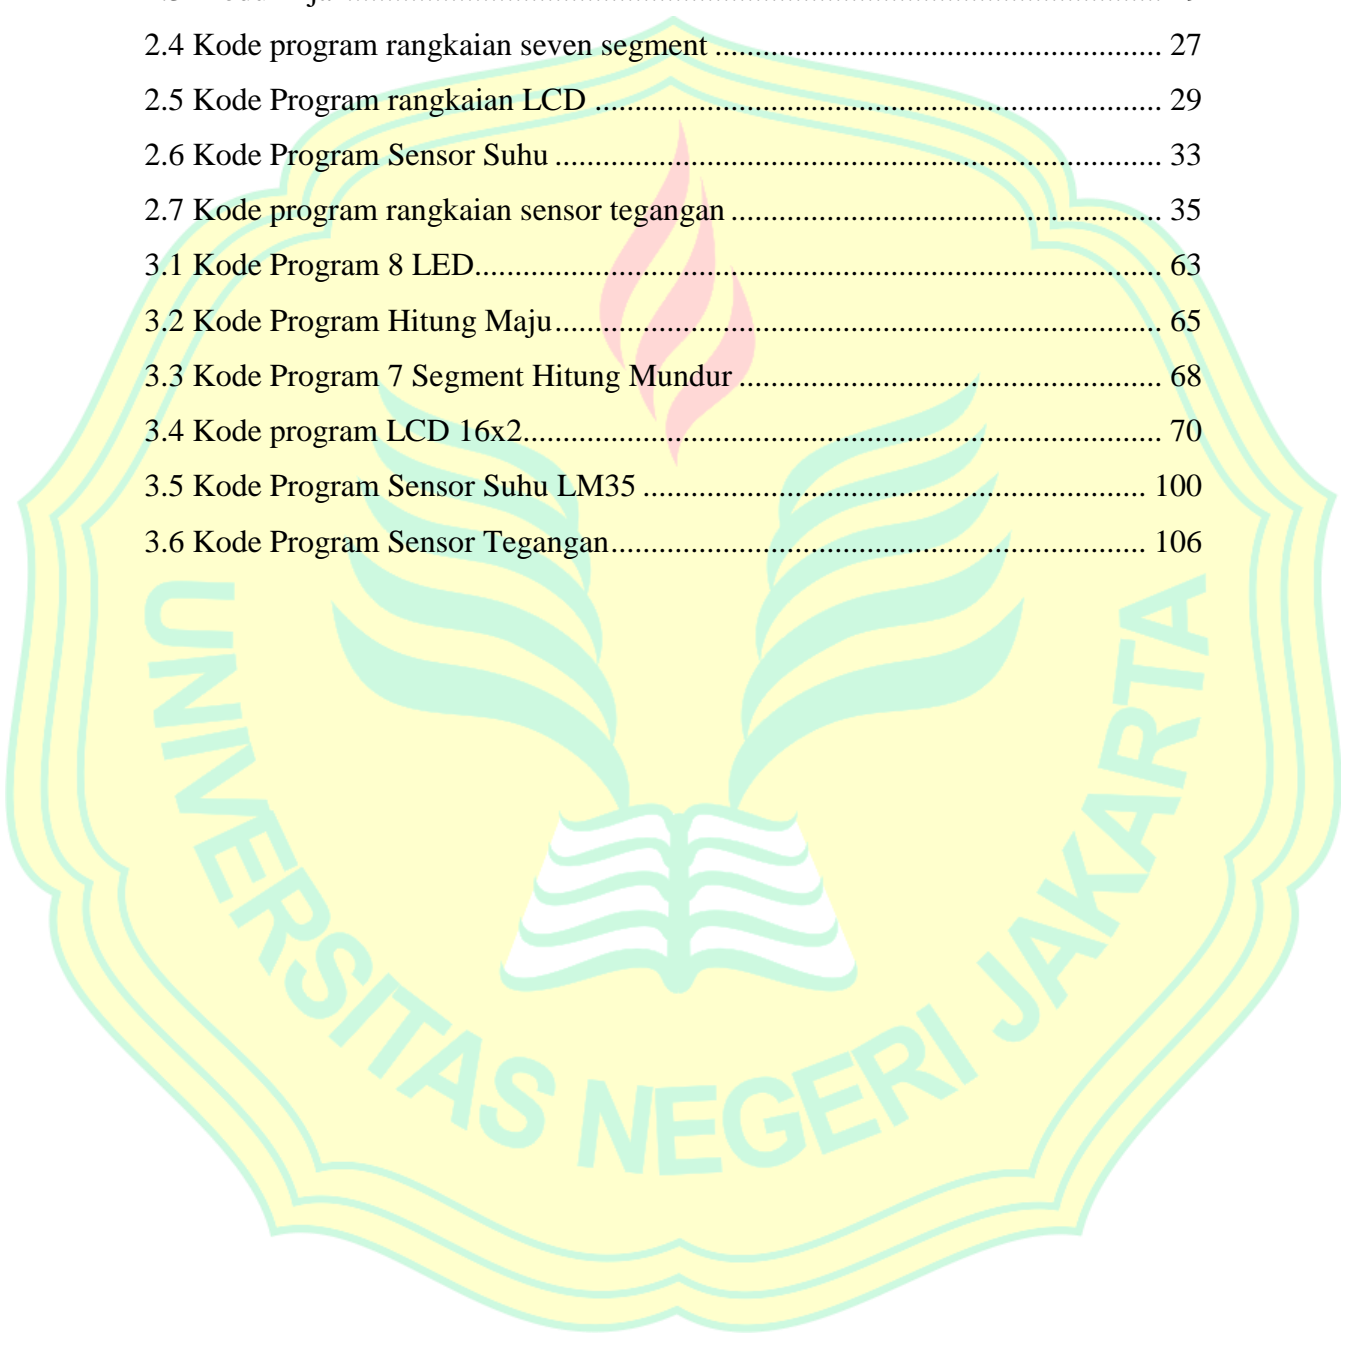 2.4 Kode program rangkaian seven segment ........................................................ 27
2.5 Kode Program rangkaian LCD ....................................................................... 29
2.6 Kode Program Sensor Suhu ............................................................................ 33
2.7 Kode program rangkaian sensor tegangan ...................................................... 35
3.1 Kode Program 8 LED...................................................................................... 63
3.2 Kode Program Hitung Maju............................................................................ 65
3.3 Kode Program 7 Segment Hitung Mundur ..................................................... 68
3.4 Kode program LCD 16x2................................................................................ 70
3.5 Kode Program Sensor Suhu LM35 ............................................................... 100
3.6 Kode Program Sensor Tegangan................................................................... 106
UNIVERSITAS NEGERI JAKARTA